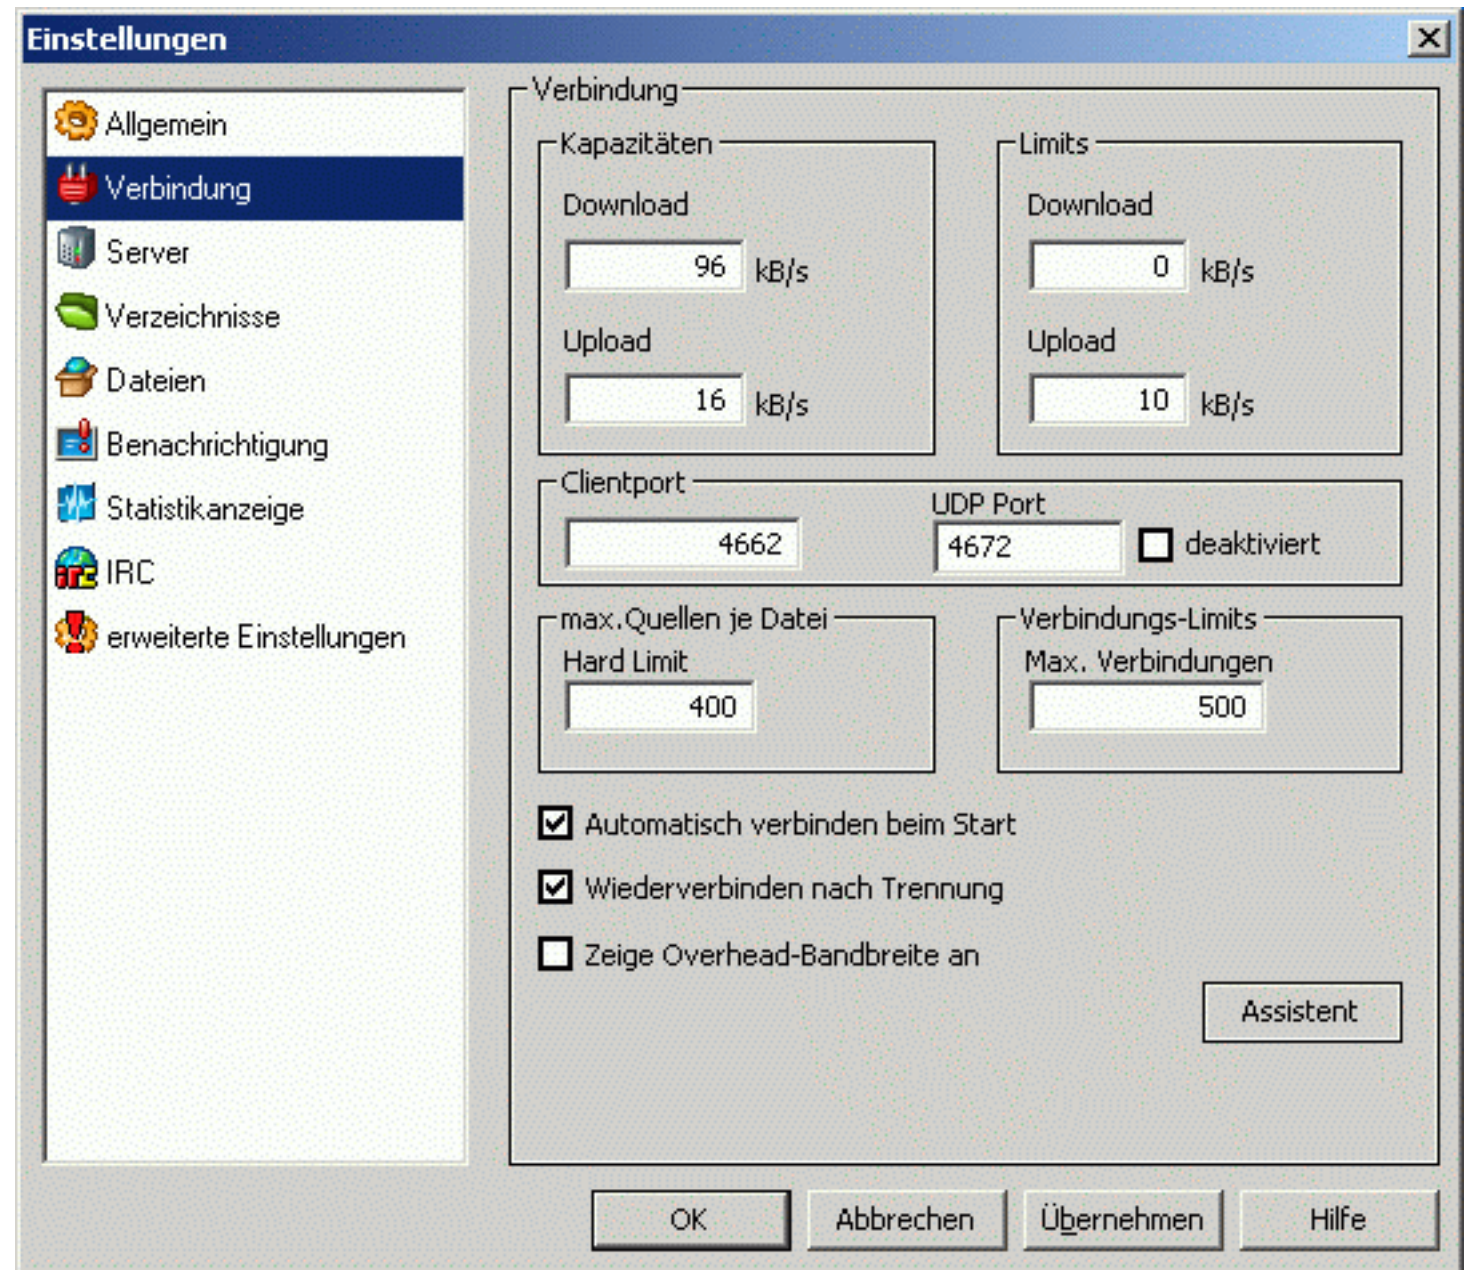 Einstellungen
Allgemein
Verbindung
Server
Verzeichnisse
Dateien
Benachrichtigung
Statistikanzeige
IRC
erweiterte Einstellungen
Verbindung
Kapazitäten
Download
96 kB/s
Upload
16 kB/s
Limits
Download
0 kB/s
Upload
10 kB/s
Clientport
4662
UDP Port
4672
deaktiviert
max.Quellen je Datei
Hard Limit
400
Verbindungs-Limits
Max. Verbindungen
500
Automatisch verbinden beim Start
Wiederverbinden nach Trennung
Zeige Overhead-Bandbreite an
Assistent
OK
Abbrechen
Übernehmen
Hilfe